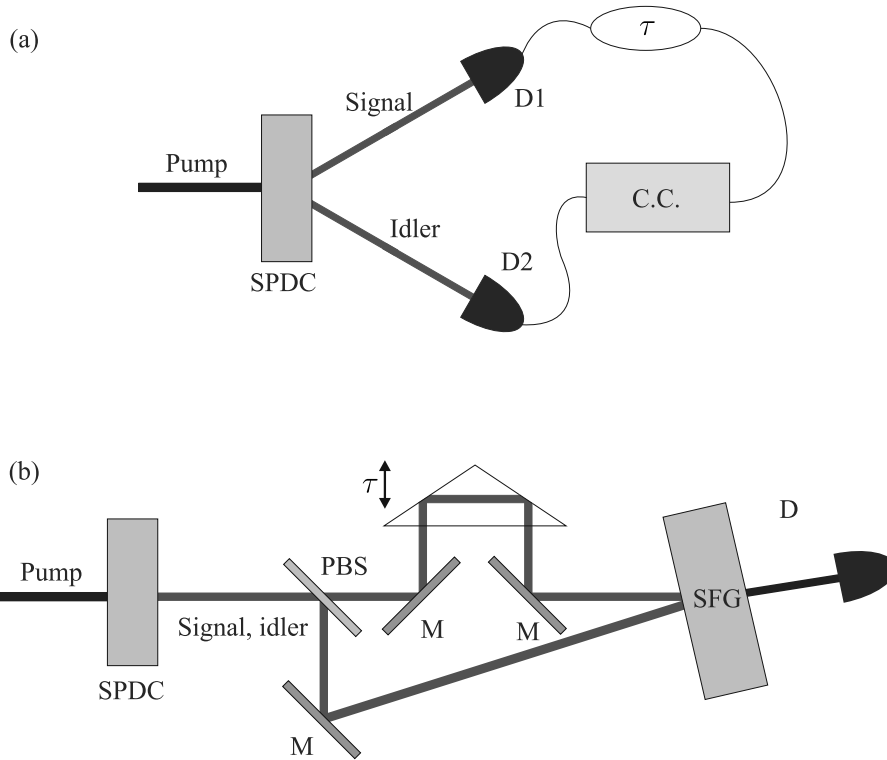 (a)
τ
D1
Signal
Pump
C.C.
Idler
D2
SPDC
(b)
τ
D
PBS
Pump
SFG
Signal, idler
M
M
SPDC
M